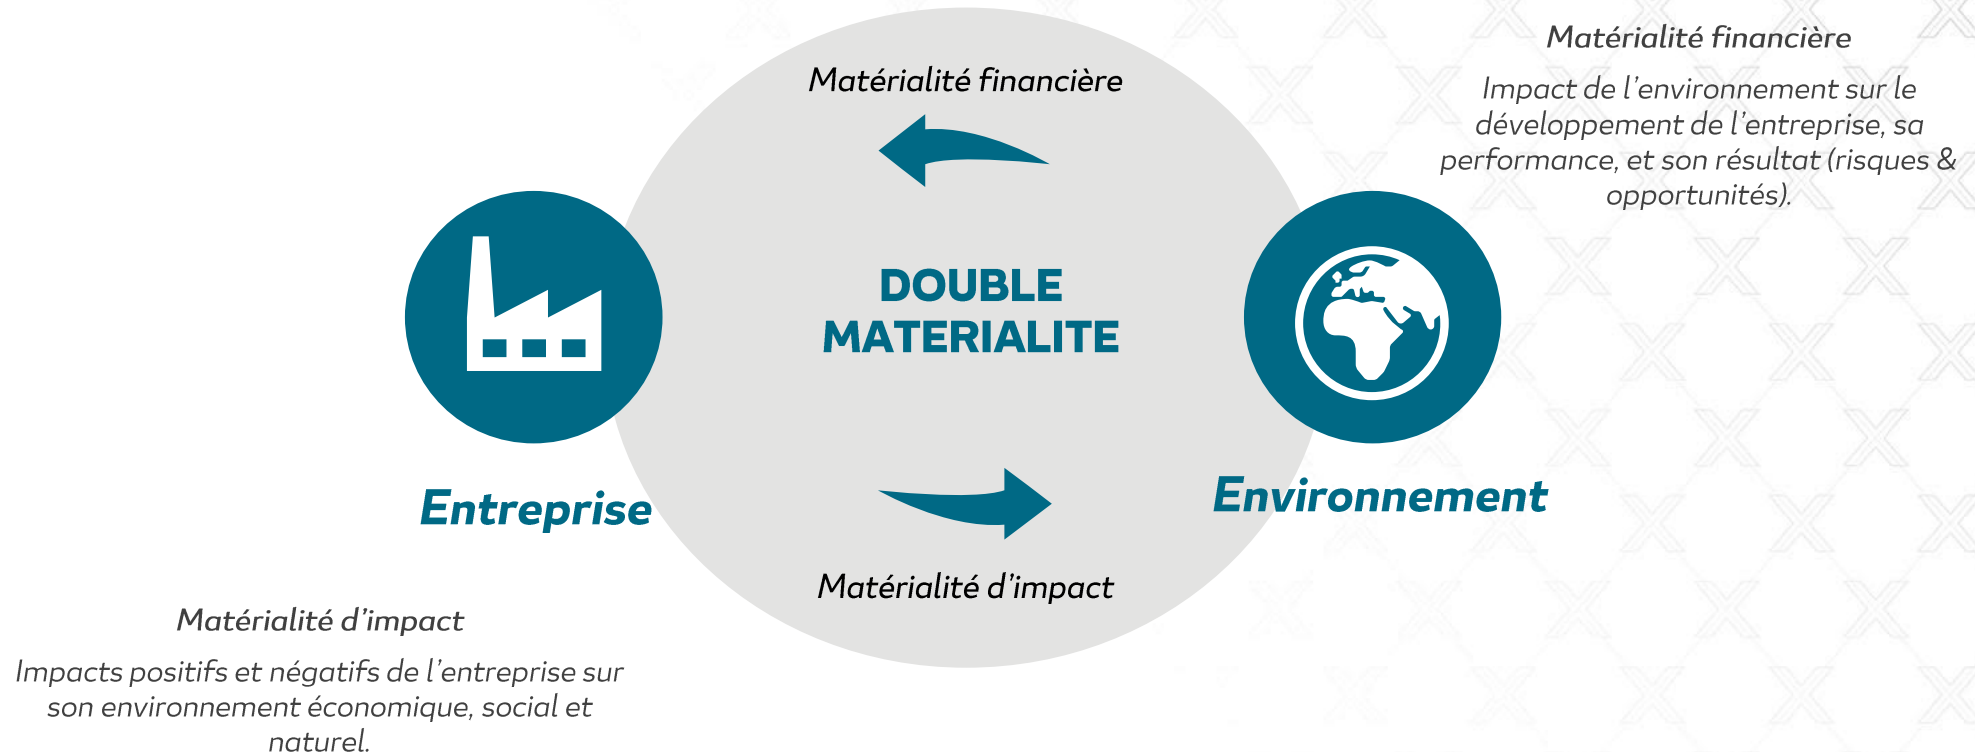 Matérialité financière
Impact de l’environnement sur le
développement de l’entreprise, sa
performance, et son résultat (risques &
opportunités).
Matérialité financière
DOUBLE
MATERIALITE
Entreprise
Environnement
Matérialité d’impact
Matérialité d’impact
Impacts positifs et négatifs de l’entreprise sur
son environnement économique, social et
naturel.